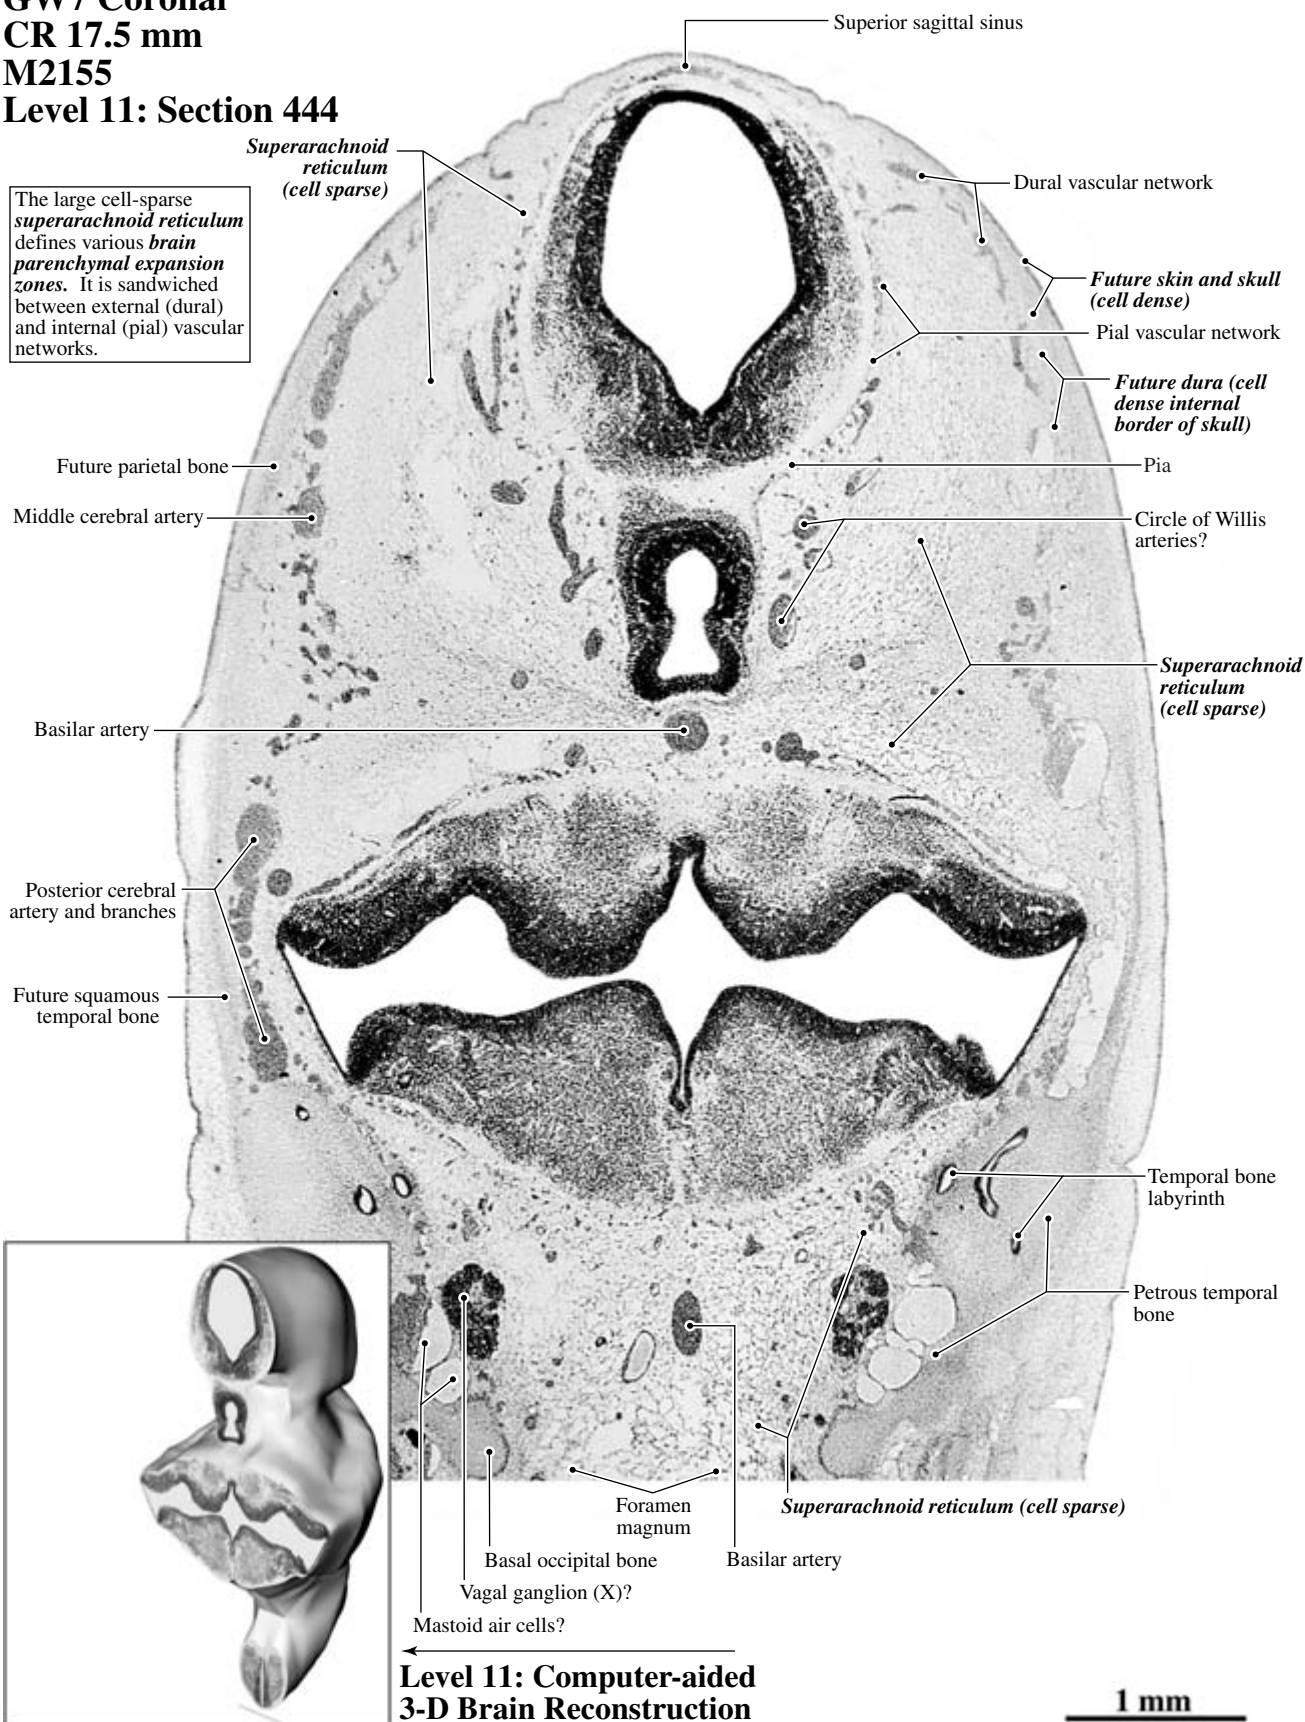 GW7 Coronal
CR 17.5 mm
M2155
Level 11: Section 444
Superior sagittal sinus
Superarachnoid
reticulum
(cell sparse)
The large cell-sparse
superarachnoid reticulum
defines various brain
parenchymal expansion
zones. It is sandwiched
between external (dural)
and internal (pial) vascular
networks.
Dural vascular network
Future skin and skull
(cell dense)
Pial vascular network
Future dura (cell
dense internal
border of skull)
Future parietal bone
Pia
Middle cerebral artery
Circle of Willis
arteries?
Superarachnoid
reticulum
(cell sparse)
Basilar artery
Posterior cerebral
artery and branches
Future squamous
temporal bone
Temporal bone
labyrinth
Petrous temporal
bone
Foramen
magnum
Superarachnoid reticulum (cell sparse)
Basal occipital bone
Basilar artery
Vagal ganglion (X)?
Mastoid air cells?
Level 11: Computer-aided
3-D Brain Reconstruction
1 mm